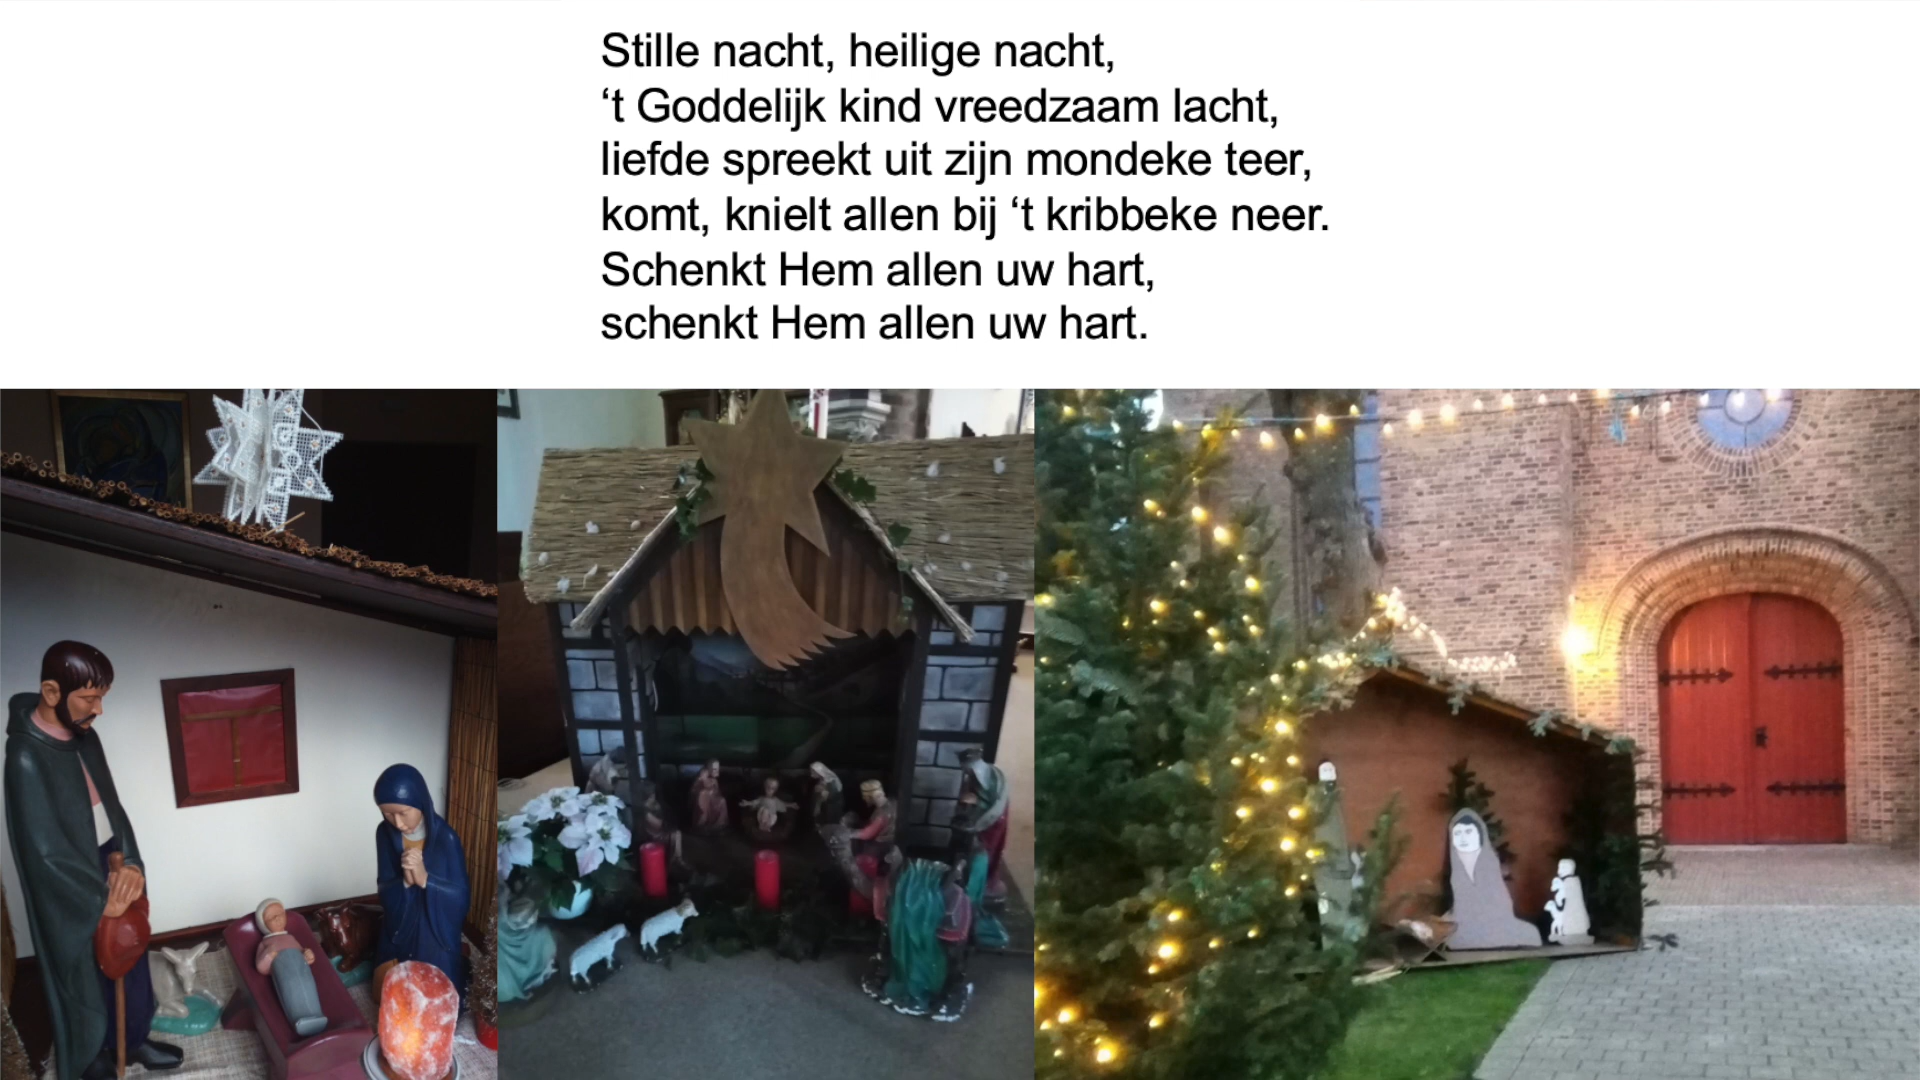 Stille nacht, heilige nacht,
‘t Goddelijk kind vreedzaam lacht,
liefde spreekt uit zijn mondeke teer,
komt, knielt allen bij ‘t kribbeke neer.
Schenkt Hem allen uw hart,
schenkt Hem allen uw hart.